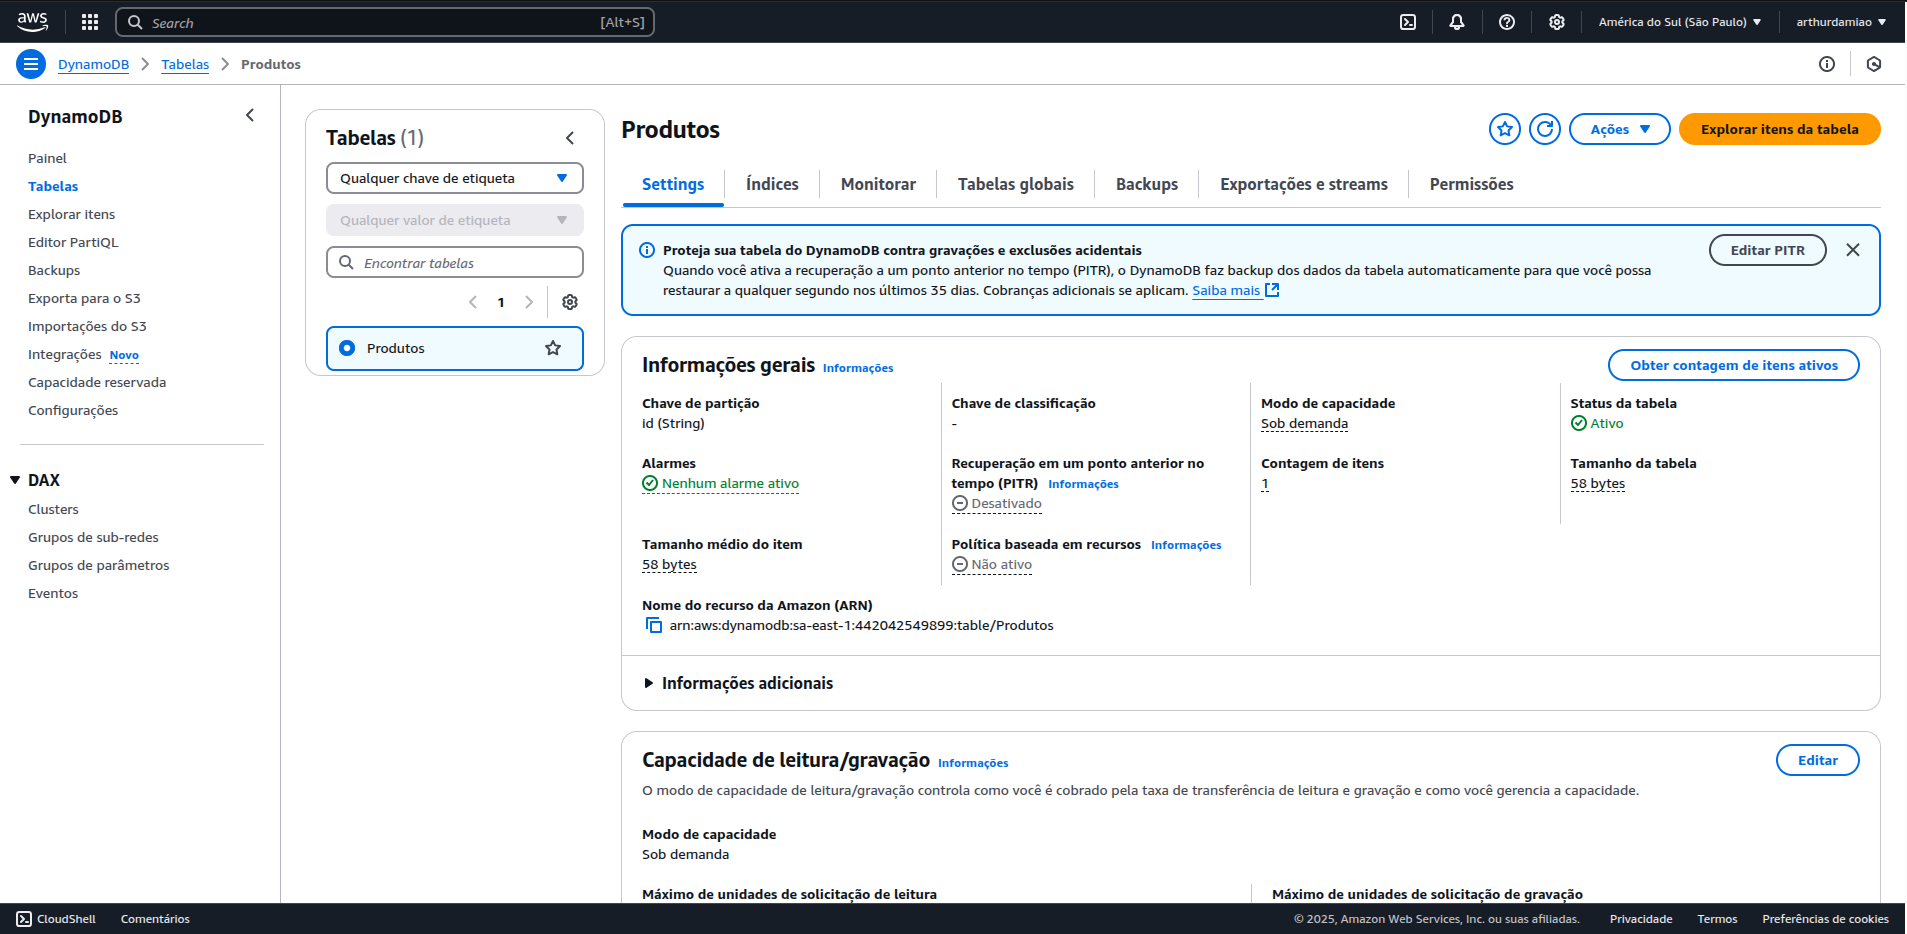 aws
Search [Alt+S]
América do Sul (São Paulo)
arthurdamiao
DynamoDB
Tabelas
Produtos
DynamoDB
Painel
Tabelas
Explorar itens
Editor PartiQL
Backups
Exporta para o S3
Importações do S3
Integrações Novo
Capacidade reservada
Configurações
DAX
Clusters
Grupos de sub-redes
Grupos de parâmetros
Eventos
Tabelas (1)
Qualquer chave de etiqueta
Qualquer valor de etiqueta
Encontrar tabelas
1
Produtos
Produtos
Ações
Explorar itens da tabela
Settings
Índices
Monitorar
Tabelas globais
Backups
Exportações e streams
Permissões
Proteja sua tabela do DynamoDB contra gravações e exclusões acidentais
Quando você ativa a recuperação a um ponto anterior no tempo (PITR), o DynamoDB faz backup dos dados da tabela automaticamente para que você possa
restaurar a qualquer segundo nos últimos 35 dias. Cobranças adicionais se aplicam. Saiba mais
Editar PITR
Informações gerais Informações
Obter contagem de itens ativos
Chave de partição
id (String)
Chave de classificação
-
Modo de capacidade
Sob demanda
Status da tabela
Ativo
Alarmes
Nenhum alarme ativo
Recuperação em um ponto anterior no
tempo (PITR) Informações
Desativado
Contagem de itens
1
Tamanho da tabela
58 bytes
Tamanho médio do item
58 bytes
Política baseada em recursos Informações
Não ativo
Nome do recurso da Amazon (ARN)
arn:aws:dynamodb:sa-east-1:442042549899:table/Produtos
Informações adicionais
Capacidade de leitura/gravação Informações
Editar
O modo de capacidade de leitura/gravação controla como você é cobrado pela taxa de transferência de leitura e gravação e como você gerencia a capacidade.
Modo de capacidade
Sob demanda
Máximo de unidades de solicitação de leitura
Máximo de unidades de solicitação de gravação
CloudShell
Comentários
© 2025, Amazon Web Services, Inc. ou suas afiliadas.
Privacidade
Termos
Preferências de cookies